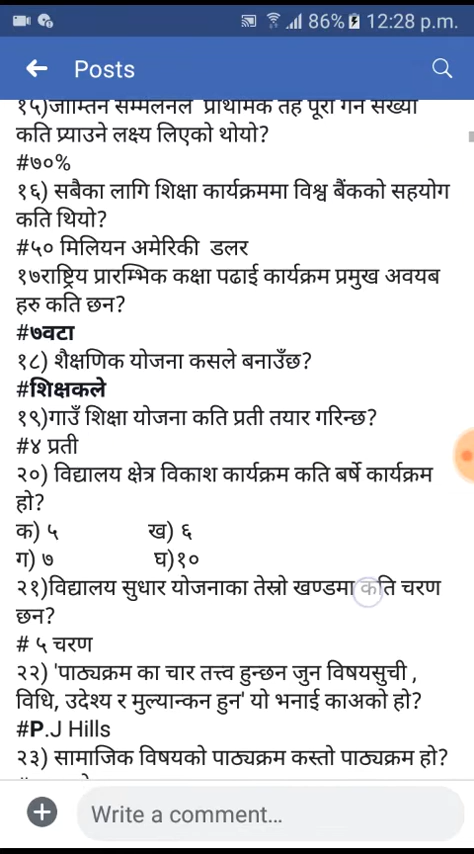 86% 12:28 p.m.
Posts
१५)जोमितेन सम्मेलनले प्राथमिक तह पूरा गर्ने संख्या
कति प्र्याउने लक्ष्य लिएको थोयो?
#७०%
१६) सबैका लागि शिक्षा कार्यक्रममा विश्व बैंकको सहयोग
कति थियो?
#५० मिलियन अमेरिकी डलर
१७राष्ट्रिय प्रारम्भिक कक्षा पढाई कार्यक्रम प्रमुख अवयब
हरु कति छन?
#७वटा
१८) शैक्षणिक योजना कसले बनाउँछ?
#शिक्षकले
१९)गाउँ शिक्षा योजना कति प्रती तयार गरिन्छ?
#४ प्रती
२०) विद्यालय क्षेत्र विकाश कार्यक्रम कति बर्षे कार्यक्रम
हो?
क) ५ ख) ६
ग) ७ घ)१०
२१)विद्यालय सुधार योजनाका तेस्रो खण्डमा कति चरण
छन?
# ५ चरण
२२) 'पाठ्यक्रम का चार तत्त्व हुन्छन जुन विषयसुची ,
विधि, उदेश्य र मुल्यान्कन हुन' यो भनाई काअको हो?
#P.J Hills
२३) सामाजिक विषयको पाठ्यक्रम कस्तो पाठ्यक्रम हो?
Write a comment...